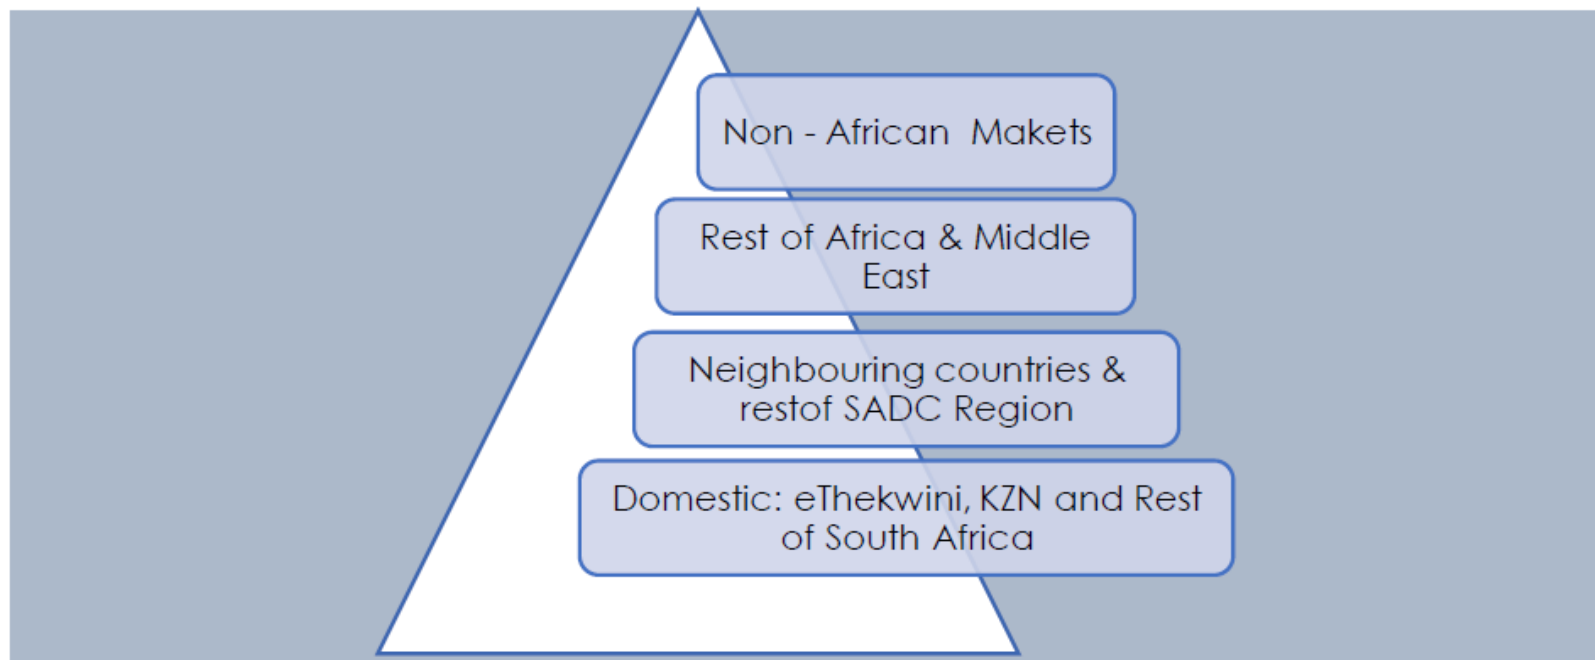 Non - African  Makets
Rest of Africa & Middle
East
Neighbouring countries &
restof SADC Region
Domestic: eThekwini, KZN and Rest
of South Africa